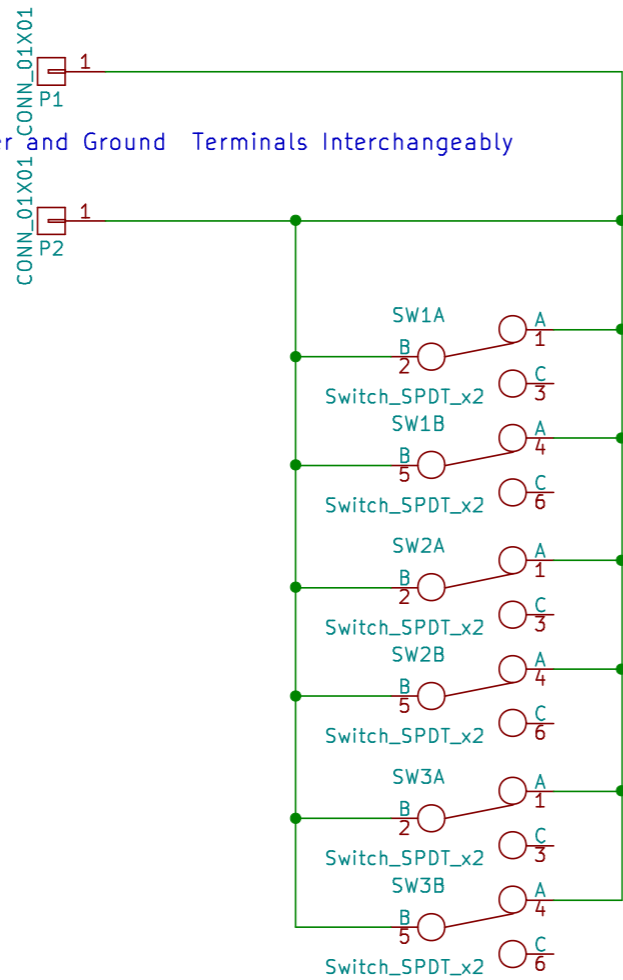 CONN_01X01
1
P1
er and Ground Terminals Interchangeably
CONN_01X01
1
P2
SW1A
A
1
B
2
C
3
Switch_SPDT_x2
SW1B
A
4
B
5
C
6
Switch_SPDT_x2
SW2A
A
1
B
2
C
3
Switch_SPDT_x2
SW2B
A
4
B
5
C
6
Switch_SPDT_x2
SW3A
A
1
B
2
C
3
Switch_SPDT_x2
SW3B
A
4
B
5
C
6
Switch_SPDT_x2